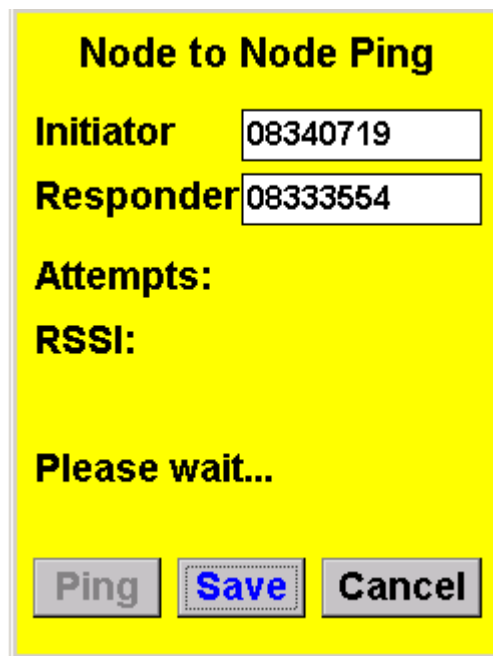 Node to Node Ping
Initiator 08340719
Responder 08333554
Attempts:
RSSI:
Please wait...
Ping Save Cancel